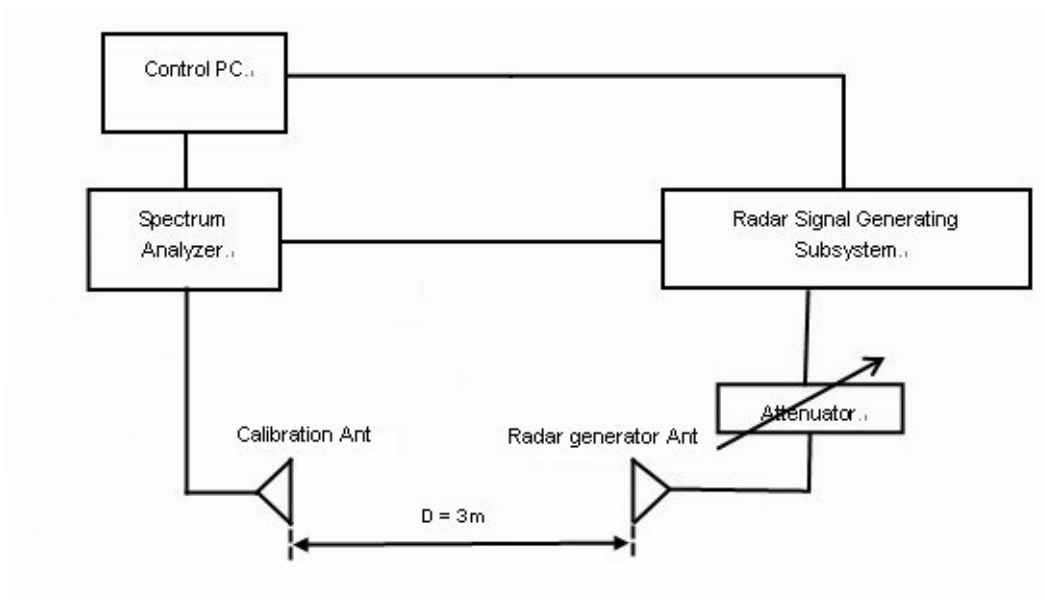 Control PC.
Spectrum
Analyzer.
Radar Signal Generating
Subsystem.
Attenuator.
Calibration Ant
Radar generator Ant
D = 3m